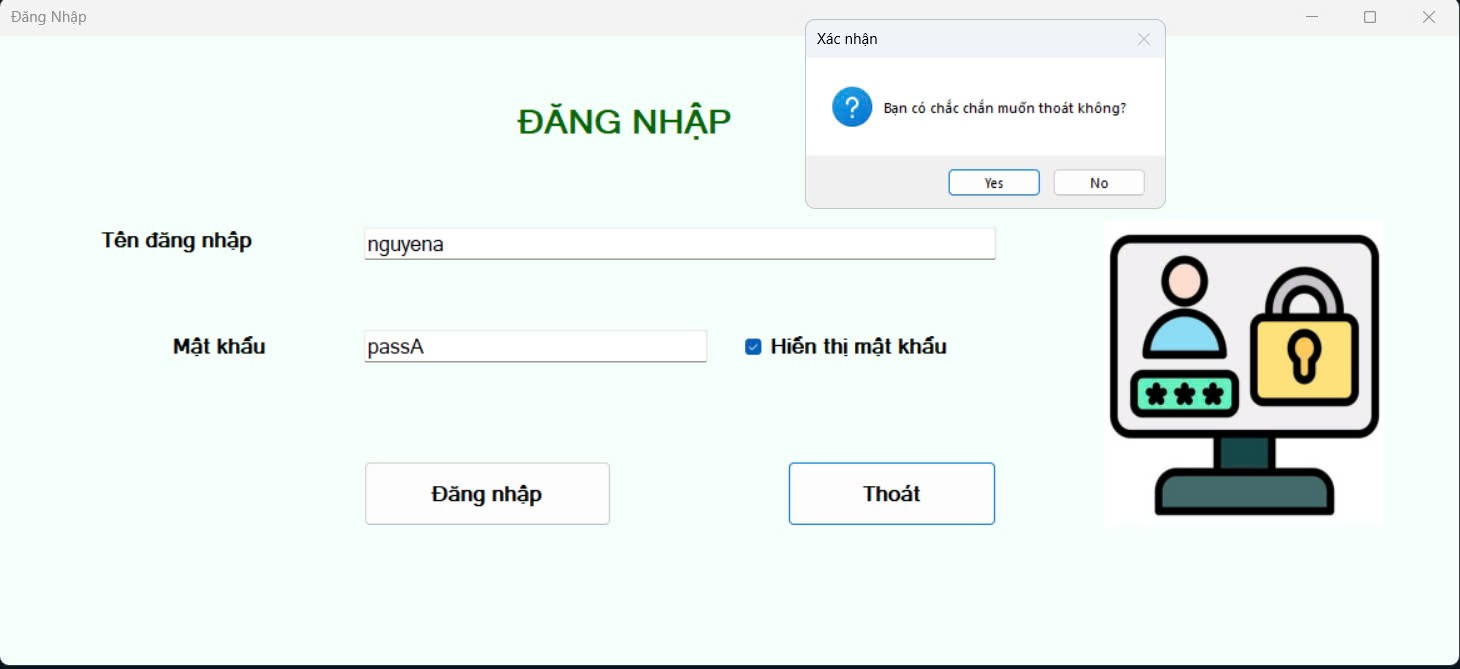 Đăng Nhập
Xác nhận
Bạn có chắc chắn muốn thoát không?
Yes
No
ĐĂNG NHẬP
Tên đăng nhập
nguyena
Mật khẩu
passA
Hiển thị mật khẩu
Đăng nhập
Thoát
***